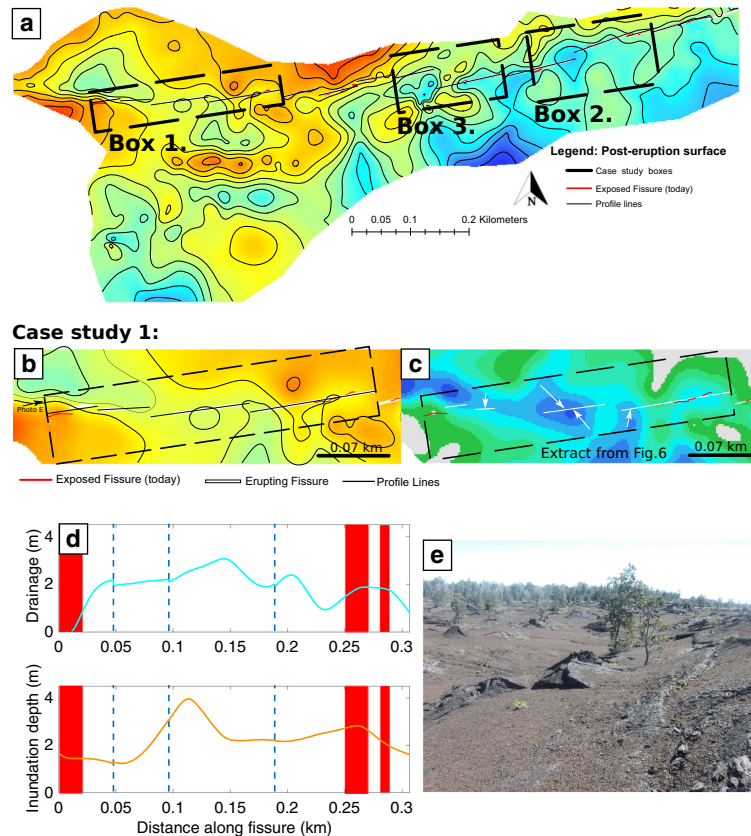 a
Box 1.
Box 3.
Box 2.
Legend: Post-eruption surface
Case study boxes
Exposed Fissure (today)
Profile lines
N
0 0.05 0.1 0.2 Kilometers
Case study 1:
b
Photo E
0.07 km
c
Extract from Fig.6
0.07 km
Exposed Fissure (today) Erupting Fissure Profile Lines
d
Drainage (m)
4
2
0
0 0.05 0.1 0.15 0.2 0.25 0.3
Inundation depth (m)
4
2
0
0 0.05 0.1 0.15 0.2 0.25 0.3
Distance along fissure (km)
e